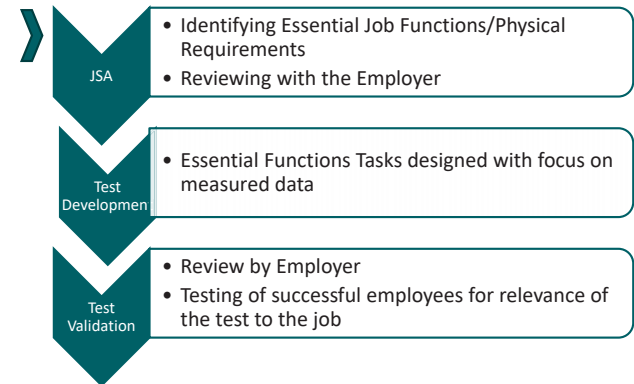 JSA
• Identifying Essential Job Functions/Physical
Requirements
• Reviewing with the Employer
Test
Developmen
• Essential Functions Tasks designed with focus on
measured data
Test
Validation
• Review by Employer
• Testing of successful employees for relevance of
the test to the job